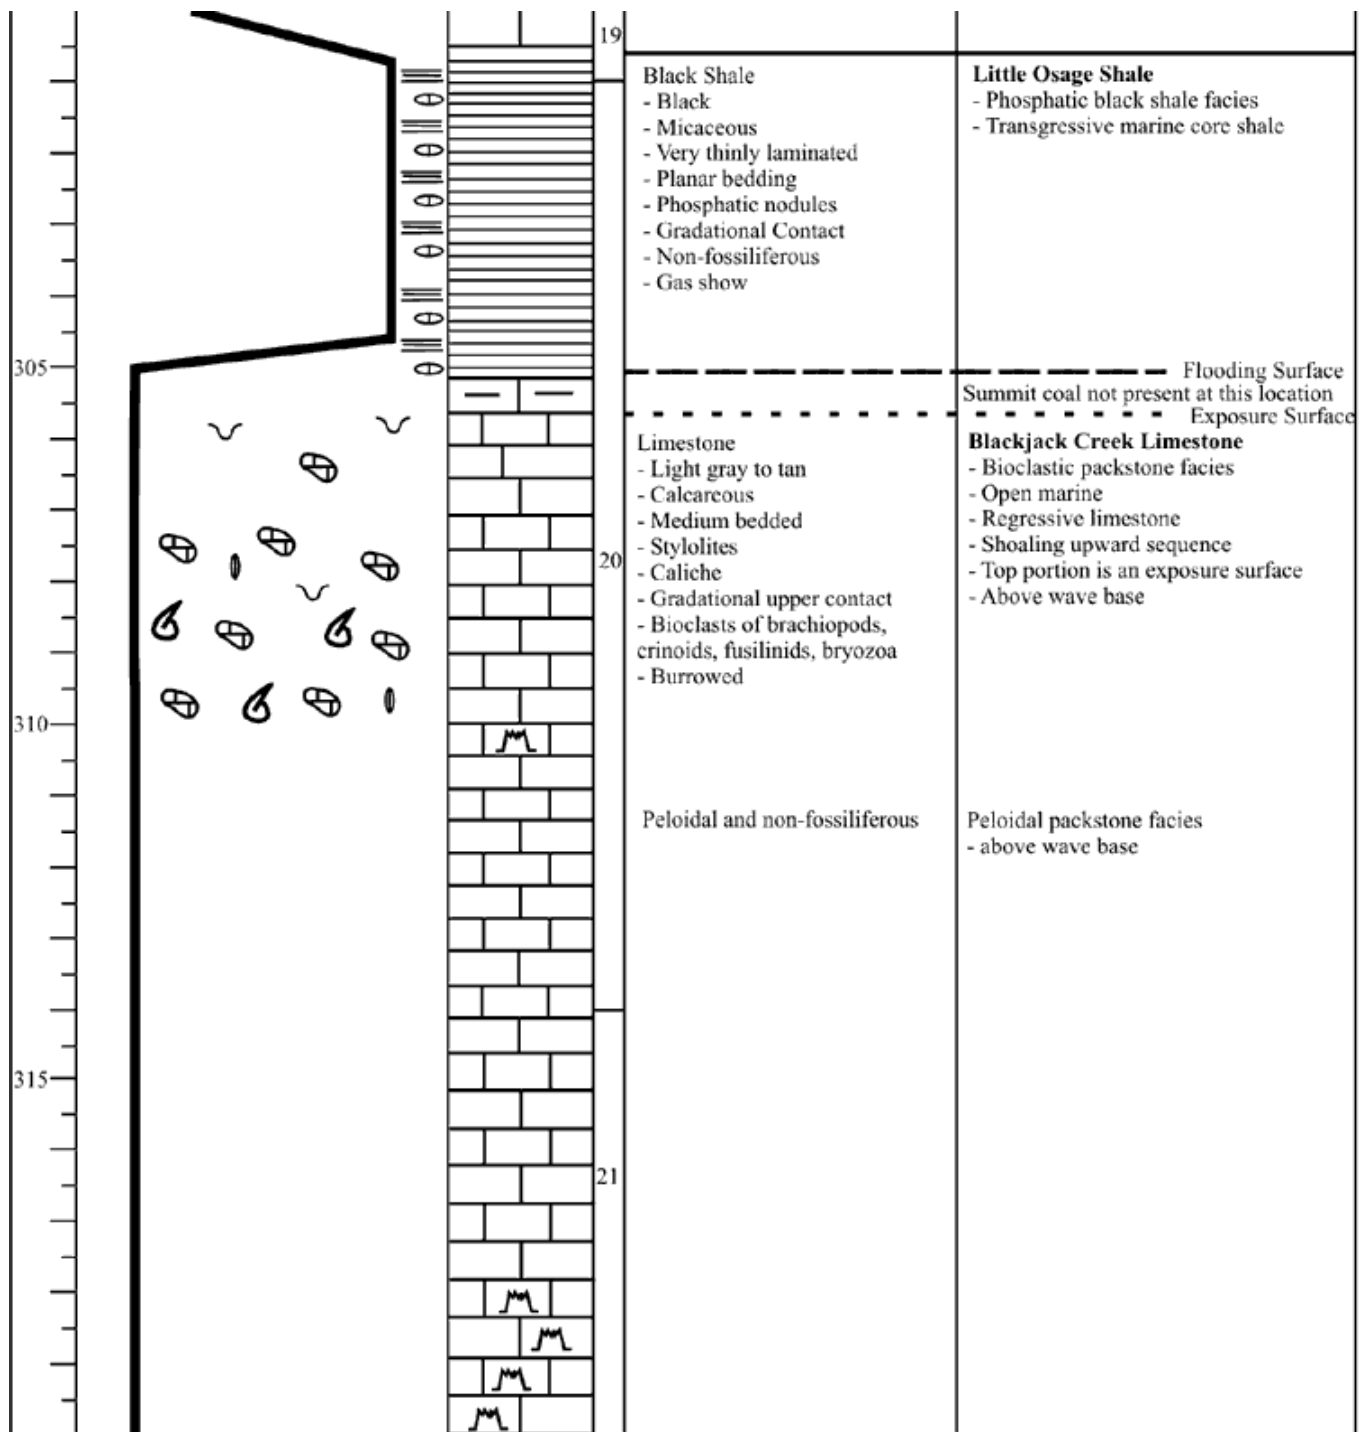 19
Black Shale
- Black
- Micaceous
- Very thinly laminated
- Planar bedding
- Phosphatic nodules
- Gradational Contact
- Non-fossiliferous
- Gas show
Little Osage Shale
- Phosphatic black shale facies
- Transgressive marine core shale
305
Flooding Surface
Summit coal not present at this location
Exposure Surface
Limestone
- Light gray to tan
- Calcareous
- Medium bedded
- Stylolites
- Caliche
- Gradational upper contact
- Bioclasts of brachiopods,
crinoids, fusilinids, bryozoa
- Burrowed
Blackjack Creek Limestone
- Bioclastic packstone facies
- Open marine
- Regressive limestone
- Shoaling upward sequence
- Top portion is an exposure surface
- Above wave base
20
310
Peloidal and non-fossiliferous
Peloidal packstone facies
- above wave base
315
21